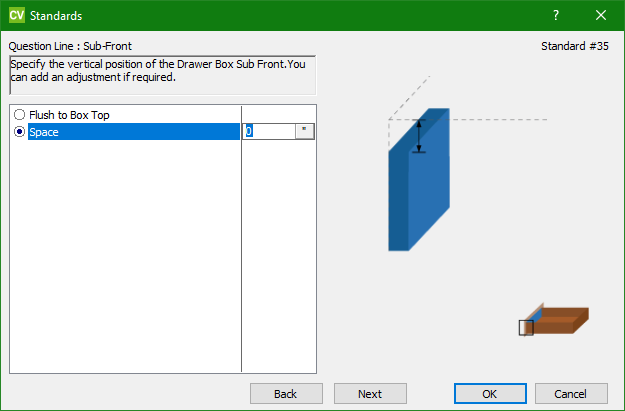 CV Standards ?
Question Line : Sub-Front
Standard #35
Specify the vertical position of the Drawer Box Sub Front.You
can add an adjustment if required.
Flush to Box Top
Space 0 "
Back Next OK Cancel